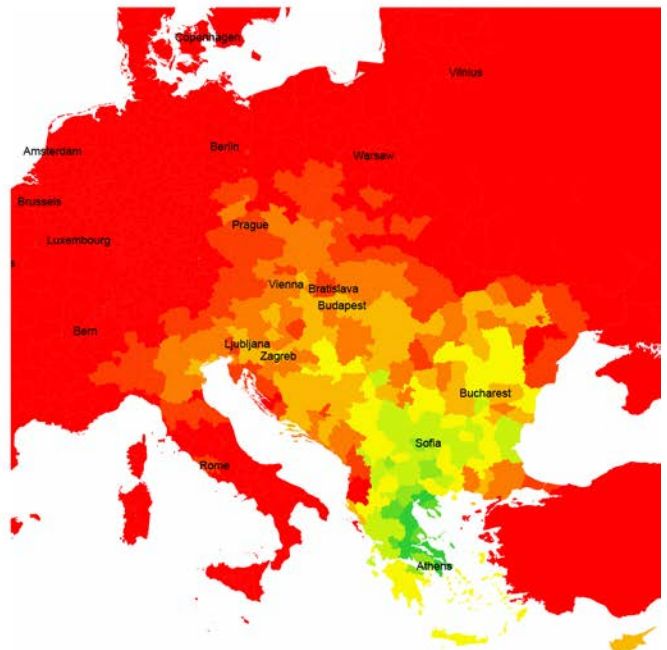 Copenhagen
Vilnius
Berlin
Amsterdam
Warsaw
Brussels
Prague
Luxembourg
s
Vienna
Bratislava
Budapest
Bern
Ljubljana
Zagreb
Bucharest
Sofia
Rome
Athens